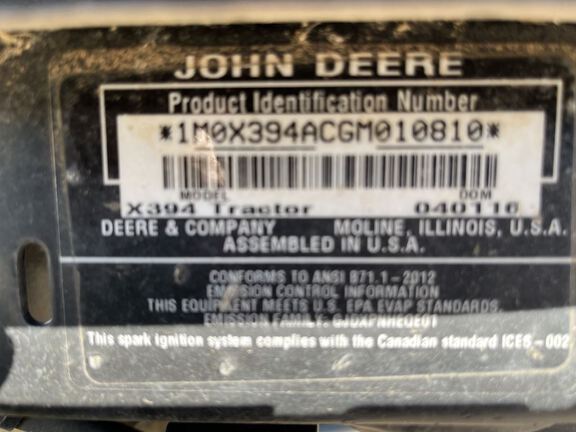 JOHN DEERE
Product Identification Number
*1M0X394ACGM010810*
MODEL DOM
X394 Tractor 040116
DEERE & COMPANY MOLINE, ILLINOIS, U.S.A.
ASSEMBLED IN U.S.A.
CONFORMS TO ANSI B71.1-2012
EMISSION CONTROL INFORMATION
THIS EQUIPMENT MEETS U.S. EPA EVAP STANDARDS.
EMISSION FAMILY:
This spark ignition system complies with the Canadian standard ICES-002